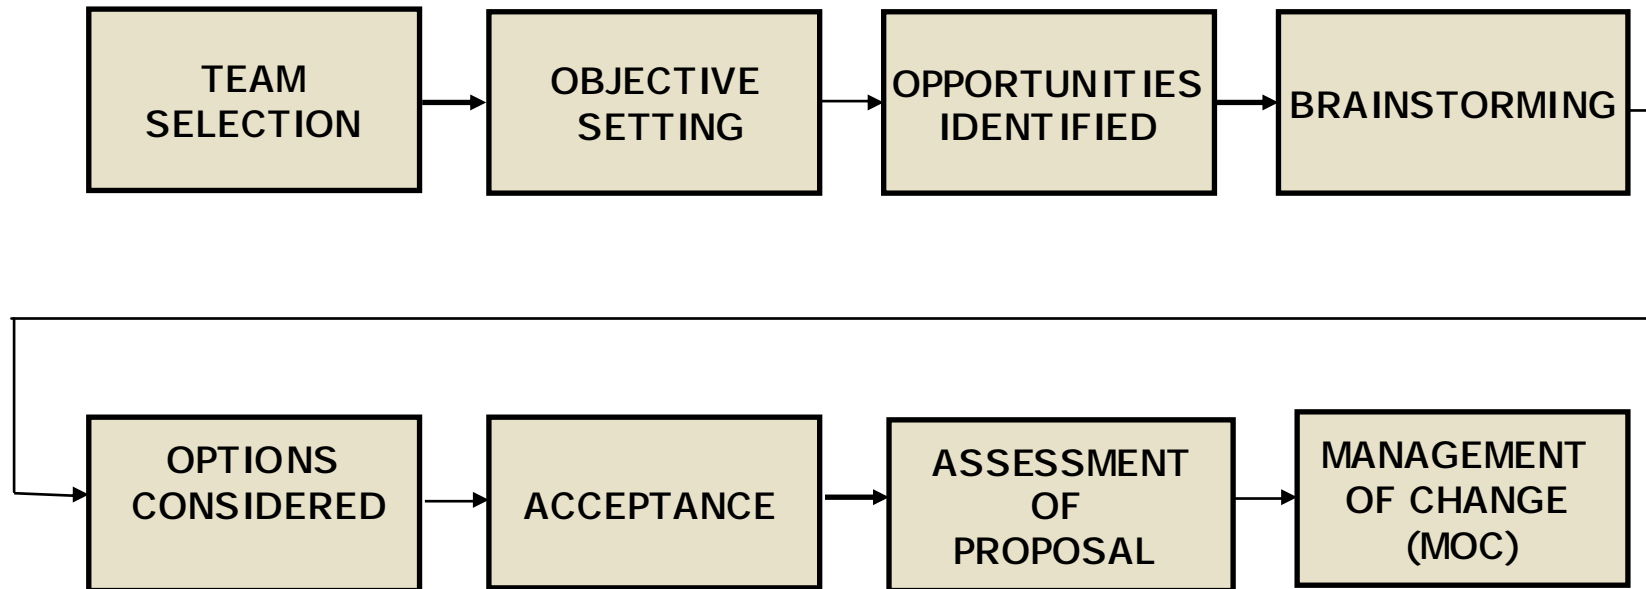 TEAM
SELECTION
OBJECTIVE
SETTING
OPPORTUNITIES
IDENTIFIED
BRAINSTORMING
OPTIONS
CONSIDERED
ACCEPTANCE
ASSESSMENT
OF
PROPOSAL
MANAGEMENT
OF CHANGE
(MOC)